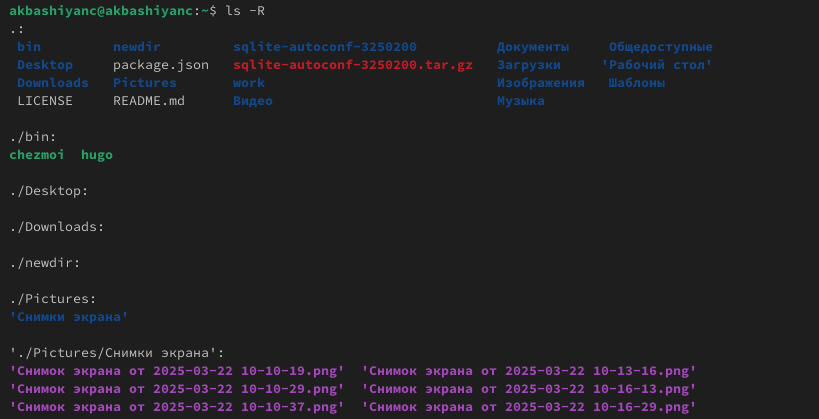 akbashiyanc@akbashiyanc:~$ ls -R
.:
bin newdir sqlite-autoconf-3250200 Документы Общедоступные
Desktop package.json sqlite-autoconf-3250200.tar.gz Загрузки 'Рабочий стол'
Downloads Pictures work Изображения Шаблоны
LICENSE README.md Видео Музыка
./bin:
chezmoi hugo
./Desktop:
./Downloads:
./newdir:
./Pictures:
'Снимки экрана'
'./Pictures/Снимки экрана':
'Снимок экрана от 2025-03-22 10-10-19.png' 'Снимок экрана от 2025-03-22 10-13-16.png'
'Снимок экрана от 2025-03-22 10-10-29.png' 'Снимок экрана от 2025-03-22 10-16-13.png'
'Снимок экрана от 2025-03-22 10-10-37.png' 'Снимок экрана от 2025-03-22 10-16-29.png'